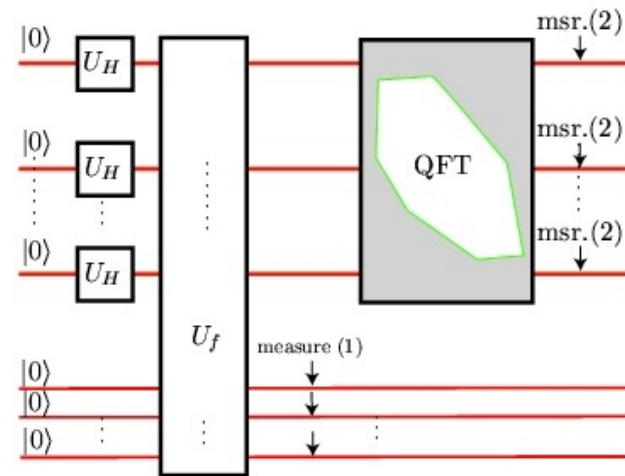 |0⟩ U_H msr.(2)
|0⟩ U_H QFT msr.(2)
|0⟩ U_H msr.(2)
U_f measure (1)
|0⟩
|0⟩
|0⟩